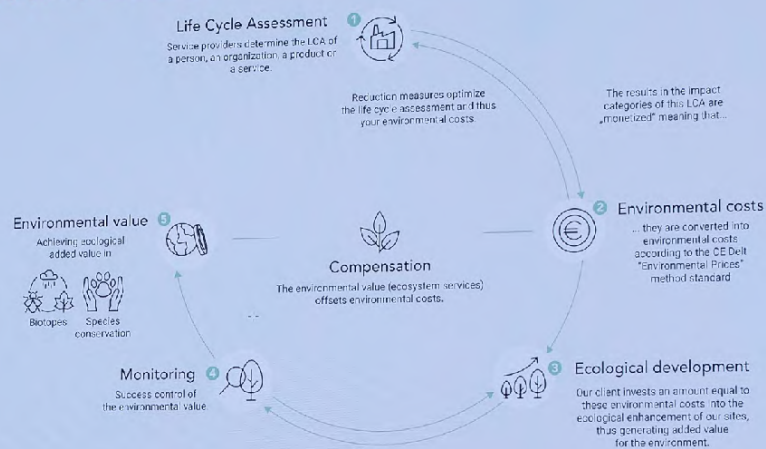 Life Cycle Assessment
1
Service providers determine the LCA of
a person, an organization, a product or
a service.
Reduction measures optimize
the life cycle assessment and thus
your environmental costs
The results in the impact
categories of this LCA are
„monetized" meaning that...
2
Environmental costs
... they are converted into
environmental costs
according to the CE Delft
"Environmental Prices"
method standard
Environmental value
5
Achieving ecological
added value in
Biotopes
Species
conservation
Compensation
The environmental value (ecosystem services)
offsets environmental costs.
Monitoring
4
Success control of
the environmental value
3
Ecological development
Our client invests an amount equal to
these environmental costs into the
ecological enhancement of our sites,
thus generating added value
for the environment.